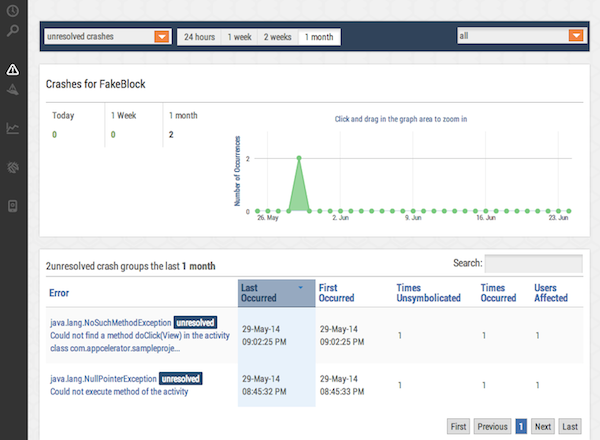 unresolved crashes 24 hours 1 week 2 weeks 1 month all
Crashes for FakeBlock
Today 1 Week 1 month
0 0 2
Click and drag in the graph area to zoom in
Number of Occurrences
2
0
26. May 2. Jun 9. Jun 16. Jun 23. Jun
2unresolved crash groups the last 1 month Search:
Error Last Occurred First Occurred Times Unsymbolicated Times Occurred Users Affected
java.lang.NoSuchMethodException unresolved
Could not find a method doClick(View) in the activity
class com.appcelerator.sampleproje...
29-May-14
09:02:25 PM
29-May-14
09:02:25 PM
1 1 1
java.lang.NullPointerException unresolved
Could not execute method of the activity
29-May-14
08:45:32 PM
29-May-14
08:45:33 PM
1 1 1
First Previous 1 Next Last